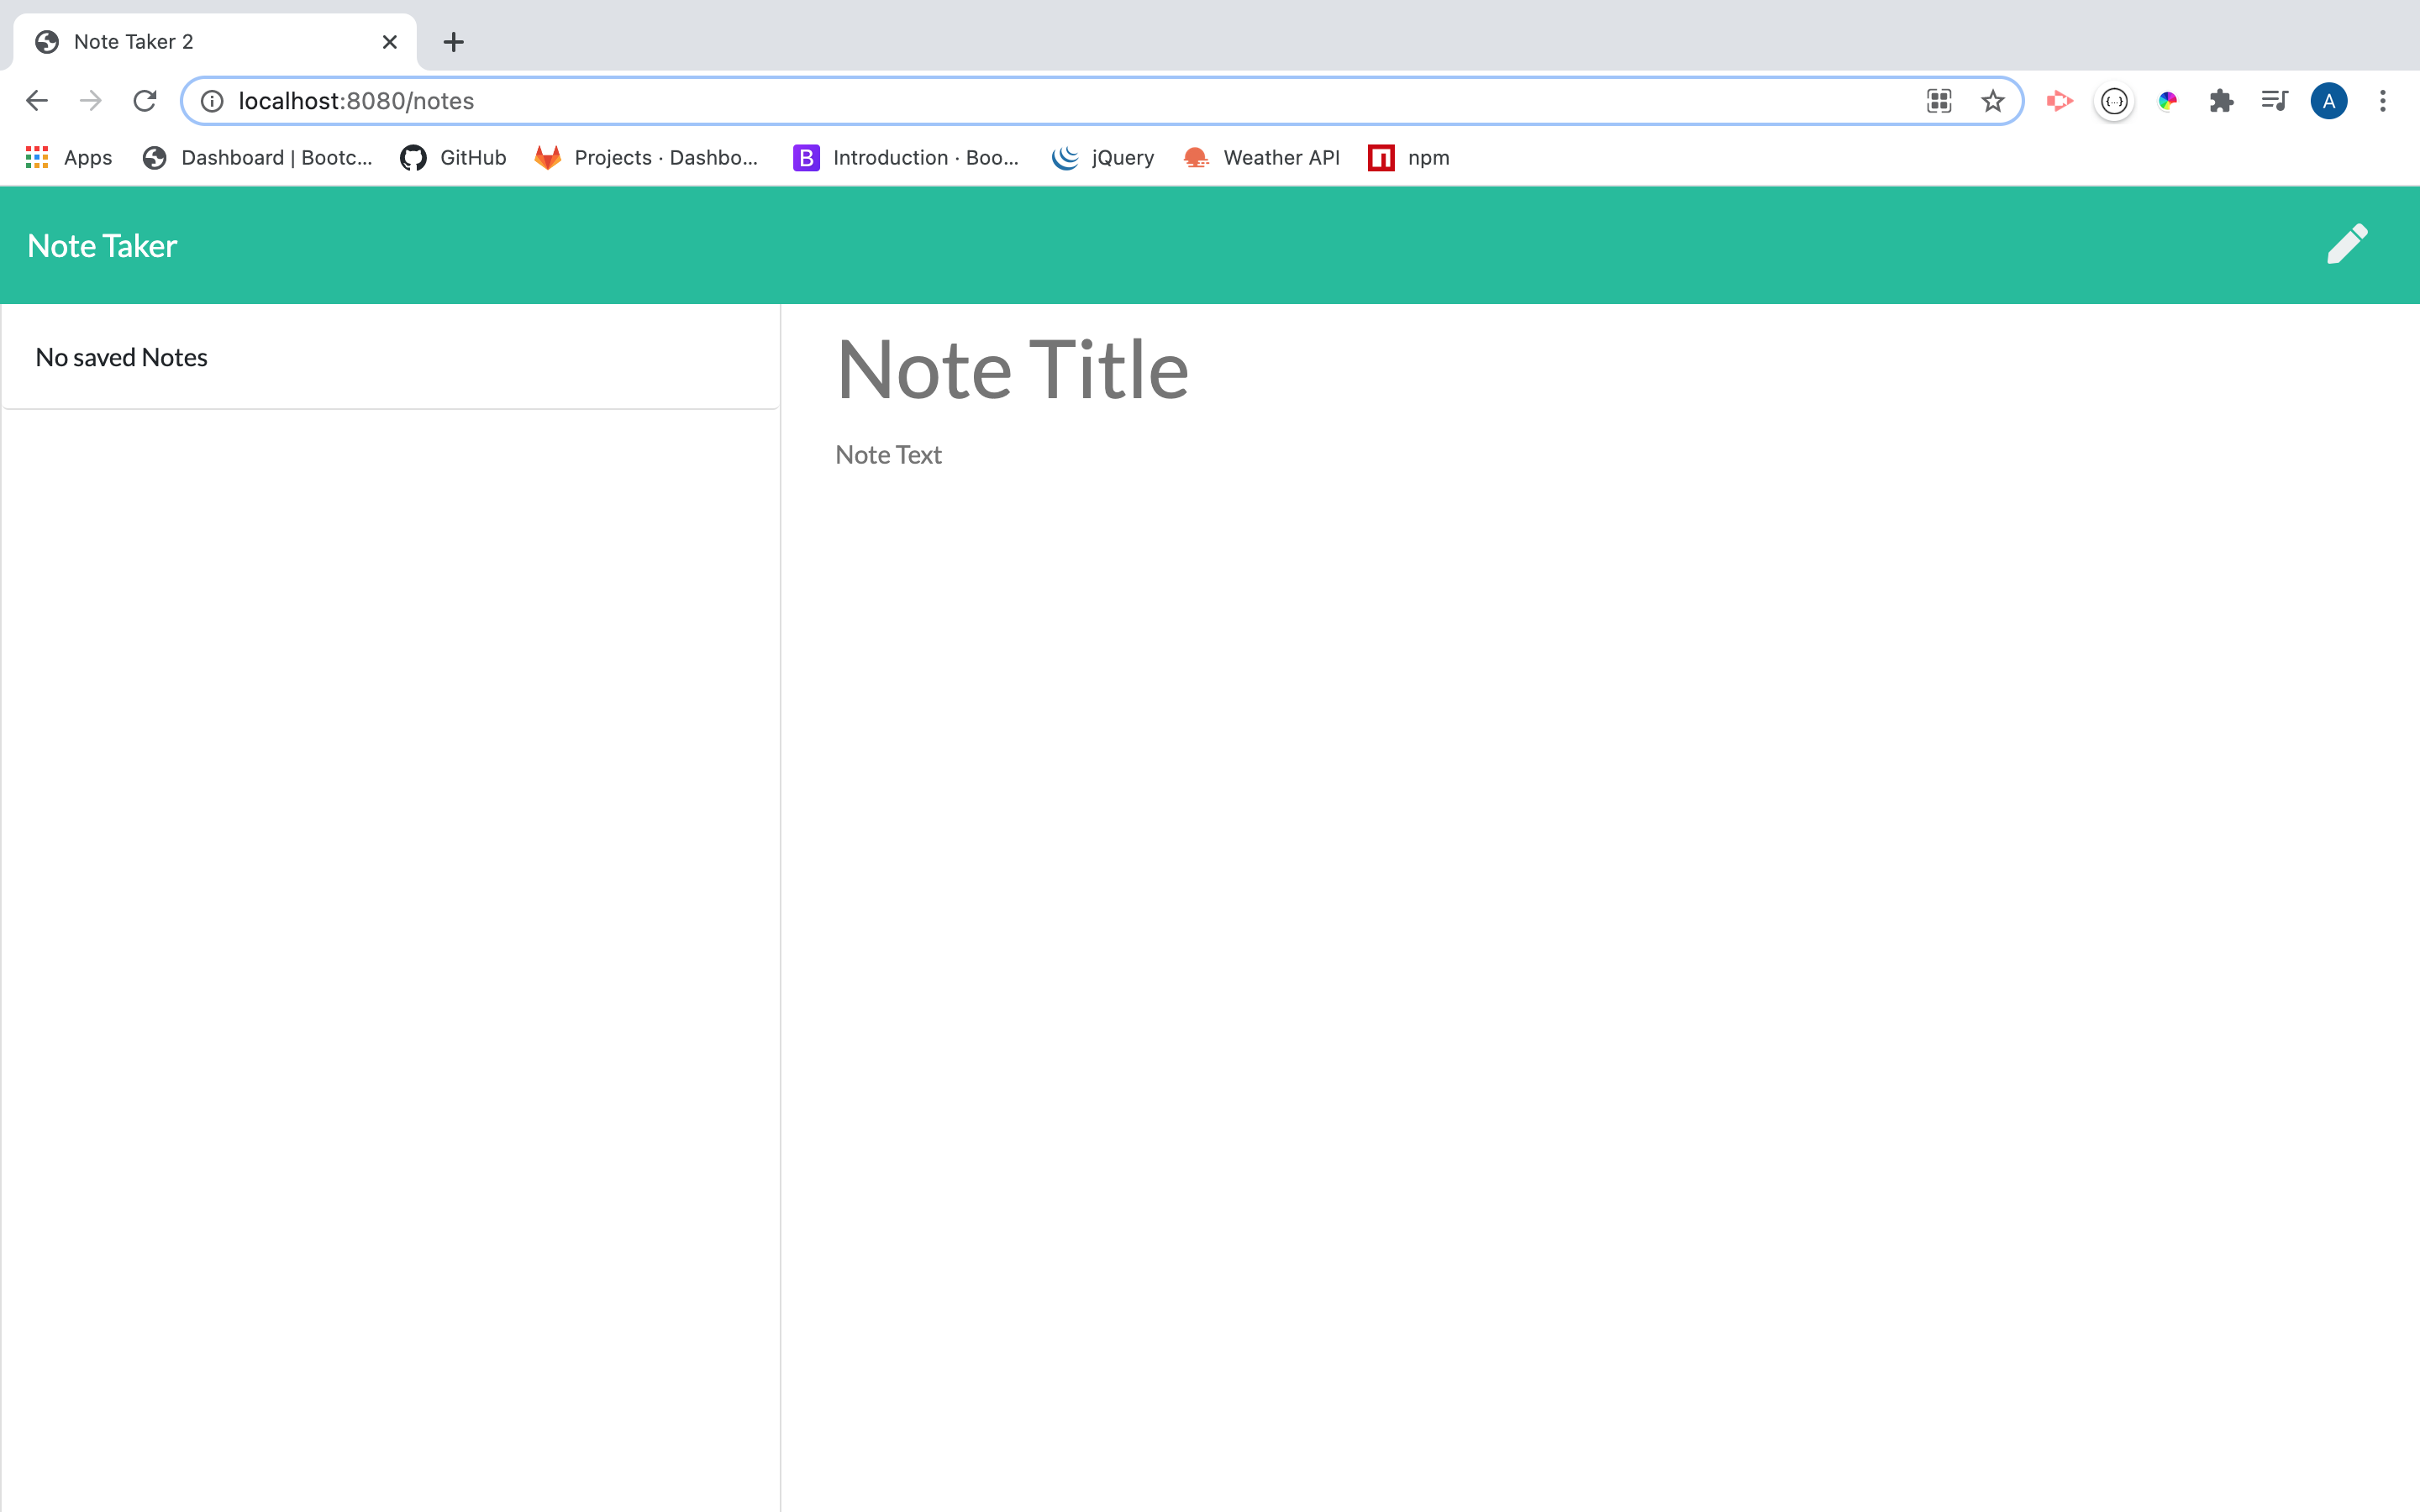 Note Taker 2
localhost:8080/notes
A
Apps
Dashboard | Bootc...
GitHub
Projects · Dashbo...
B
Introduction · Boo...
jQuery
Weather API
npm
Note Taker
No saved Notes
Note Title
Note Text